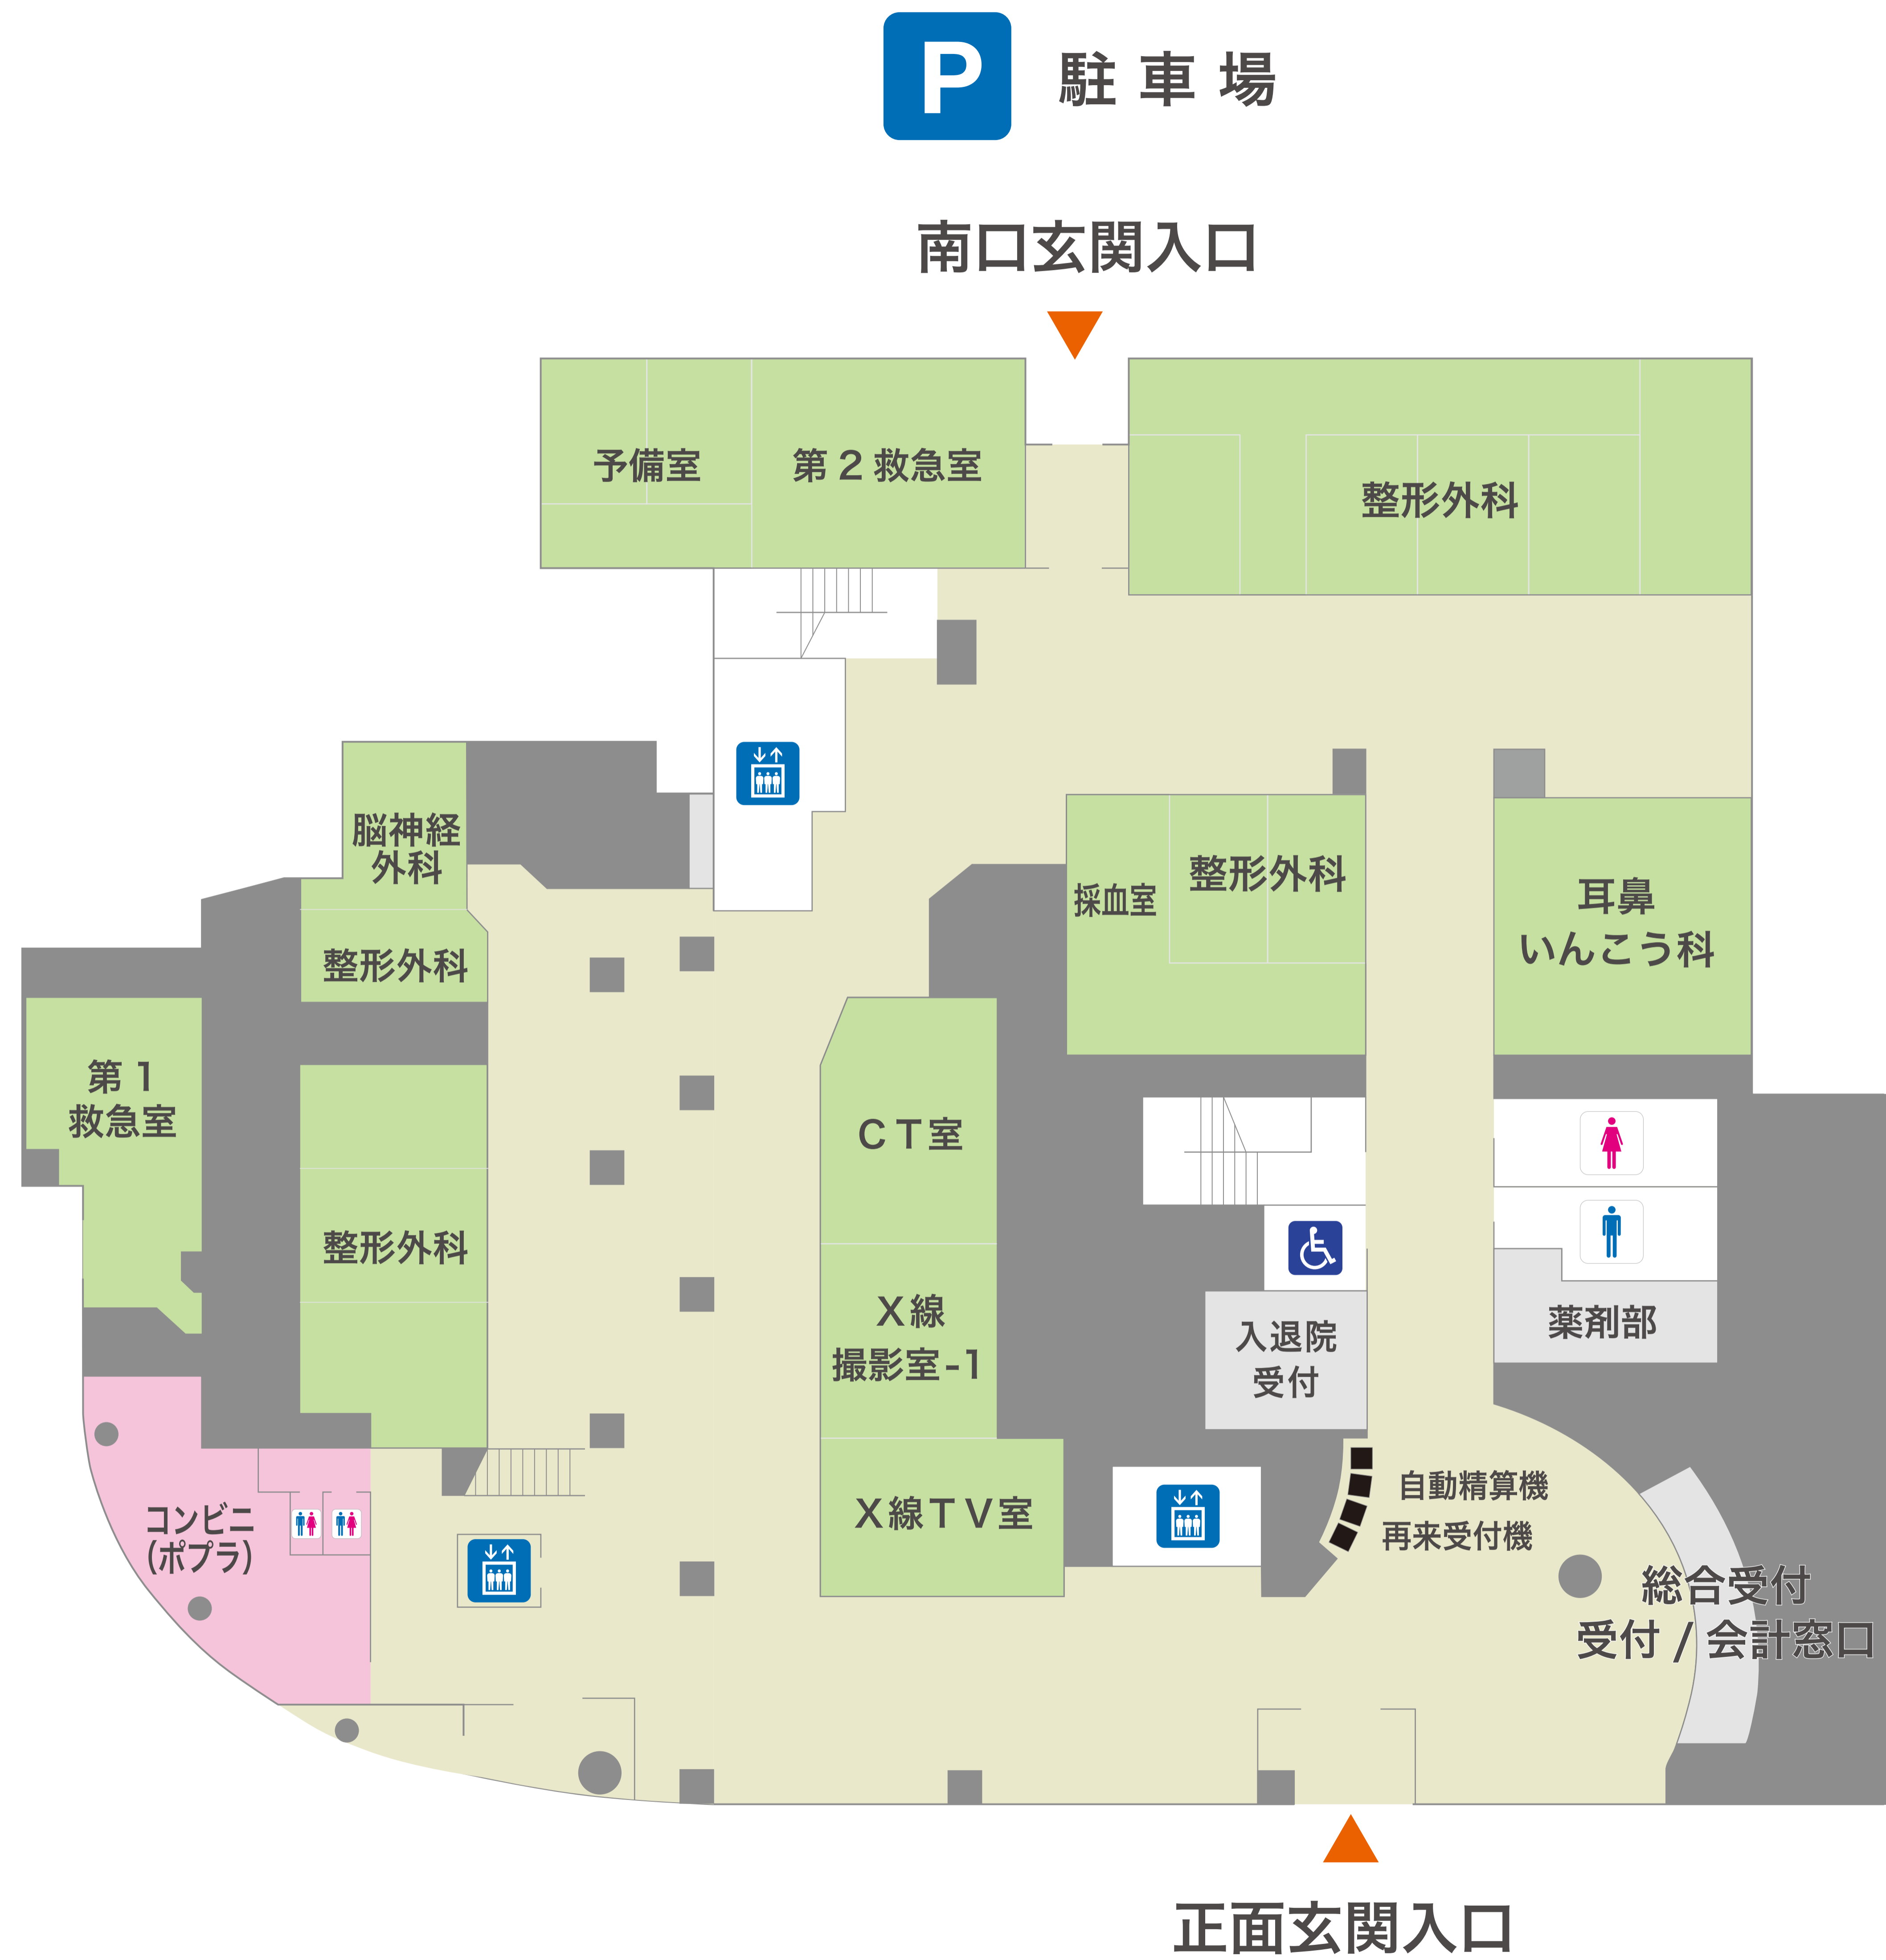 P 駐車場
南口玄関入口
予備室
第２救急室
整形外科
脳神経
外科
整形外科
採血室
整形外科
耳鼻
いんこう科
第１
救急室
ＣＴ室
整形外科
Ｘ線
撮影室-1
入退院
受付
薬剤部
Ｘ線ＴＶ室
自動精算機
再来受付機
コンビニ
(ポプラ)
総合受付
受付 / 会計窓口
正面玄関入口